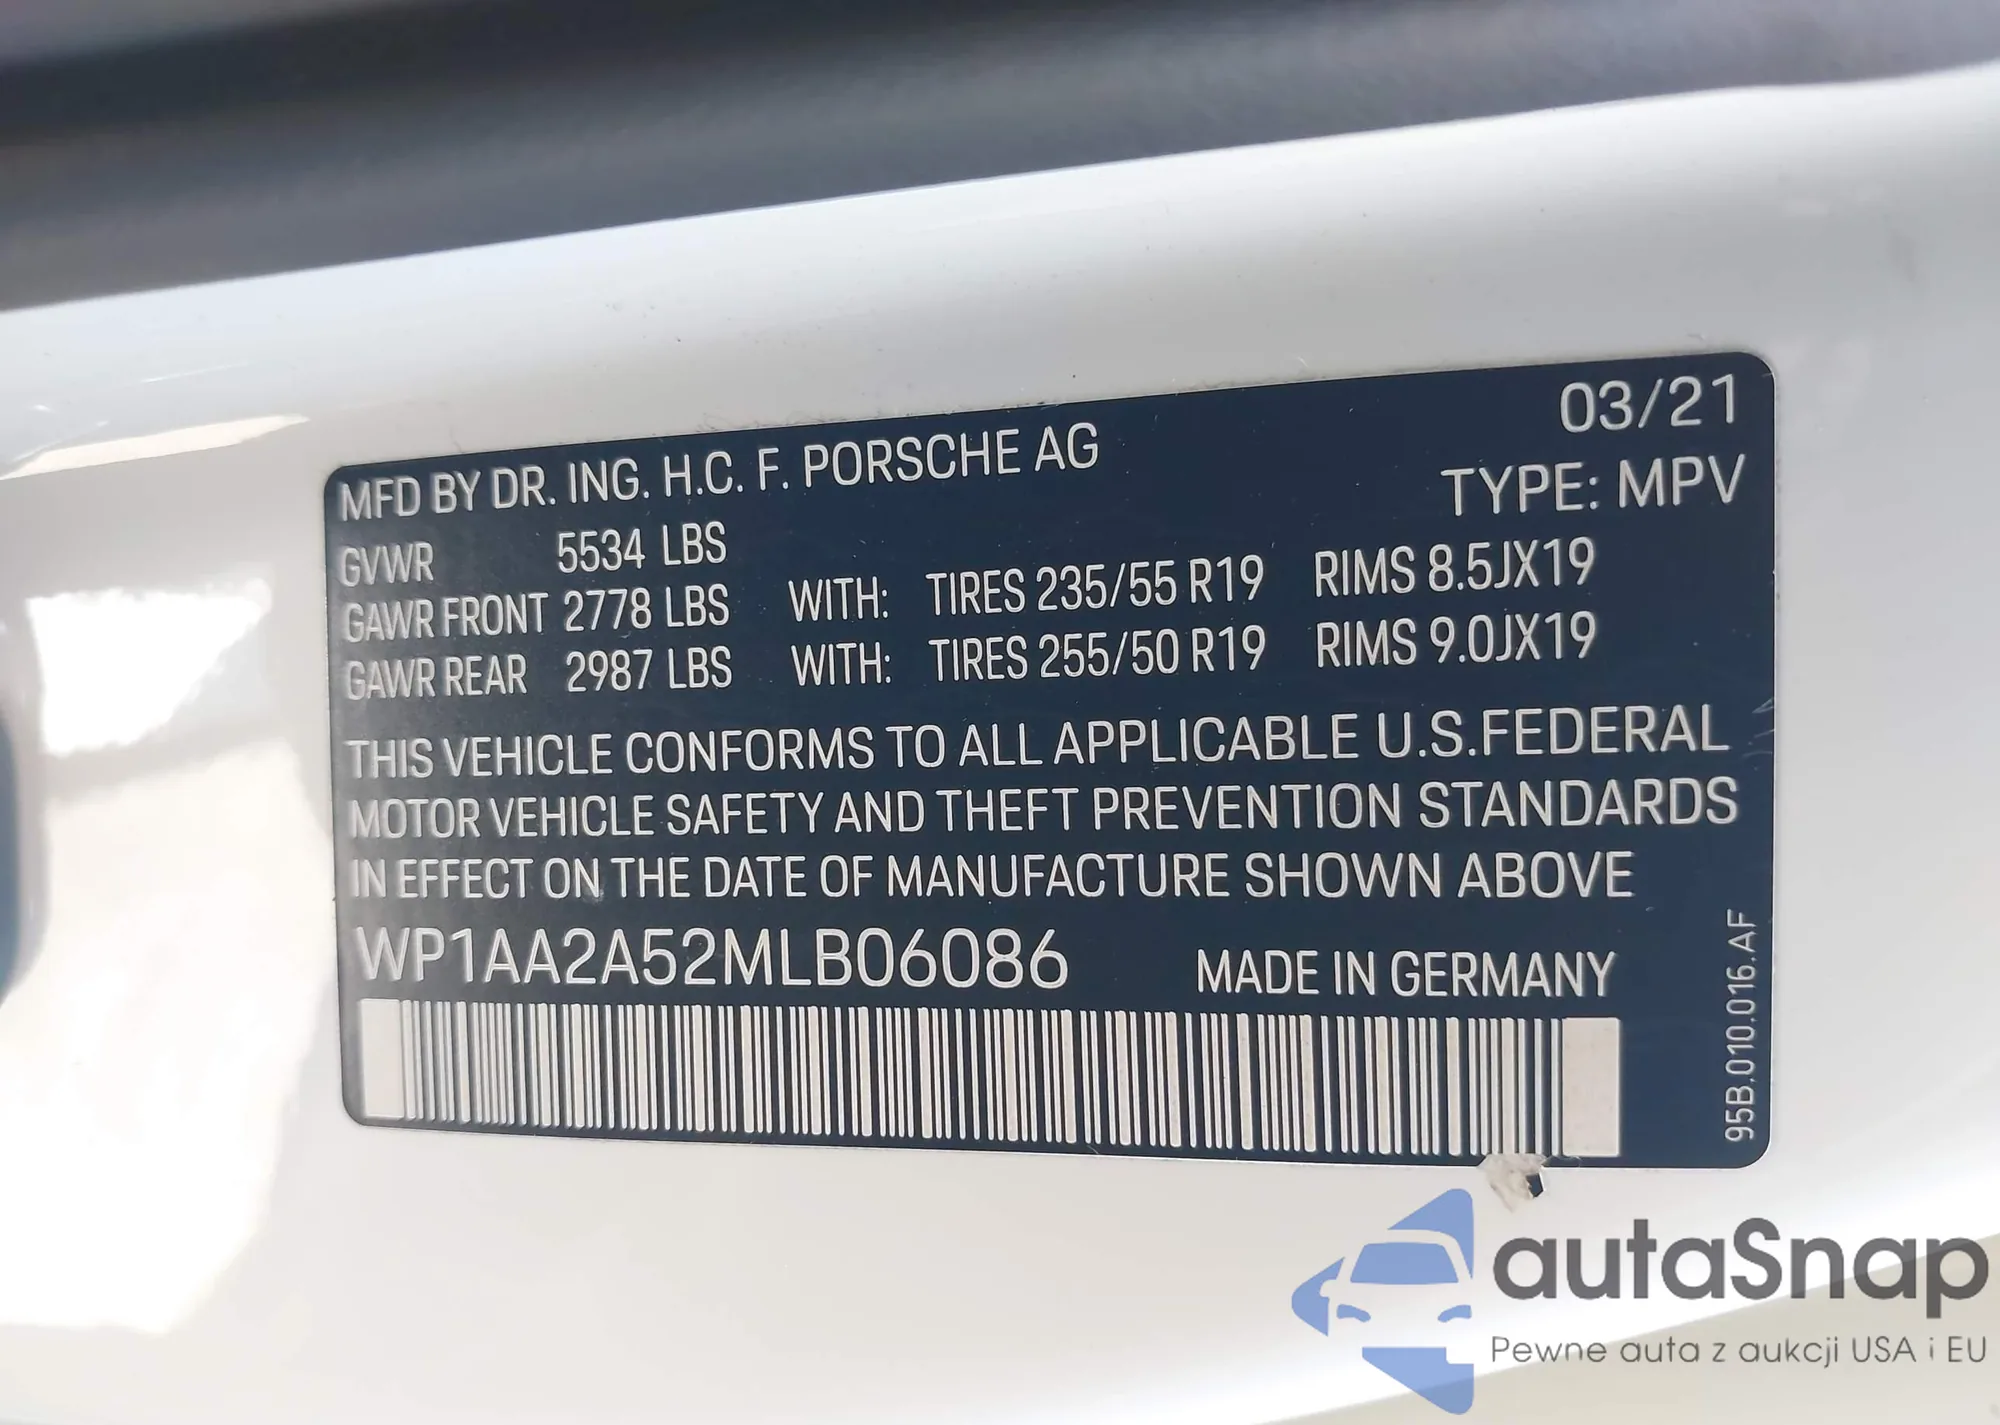 03/21
MFD BY DR. ING. H.C. F. PORSCHE AG
TYPE: MPV
GVWR 5534 LBS
GAWR FRONT 2778 LBS WITH: TIRES 235/55 R19 RIMS 8.5JX19
GAWR REAR 2987 LBS WITH: TIRES 255/50 R19 RIMS 9.0JX19
THIS VEHICLE CONFORMS TO ALL APPLICABLE U.S.FEDERAL
MOTOR VEHICLE SAFETY AND THEFT PREVENTION STANDARDS
IN EFFECT ON THE DATE OF MANUFACTURE SHOWN ABOVE
WP1AA2A52MLB06086 MADE IN GERMANY
95B.010.016.AF
autaSnap
Pewne auta z aukcji USA i EU